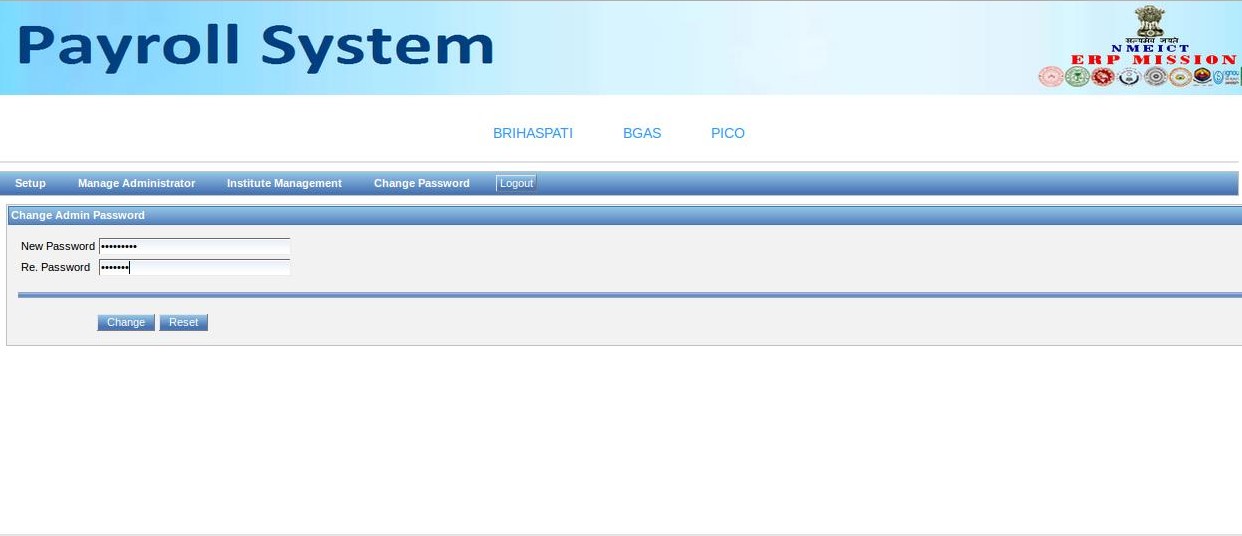 Payroll System
सत्यमेव जयते
NMEICT
ERP MISSION
ignou
BRIHASPATI BGAS PICO
Setup Manage Administrator Institute Management Change Password Logout
Change Admin Password
New Password •••••••••
Re. Password •••••••
Change Reset